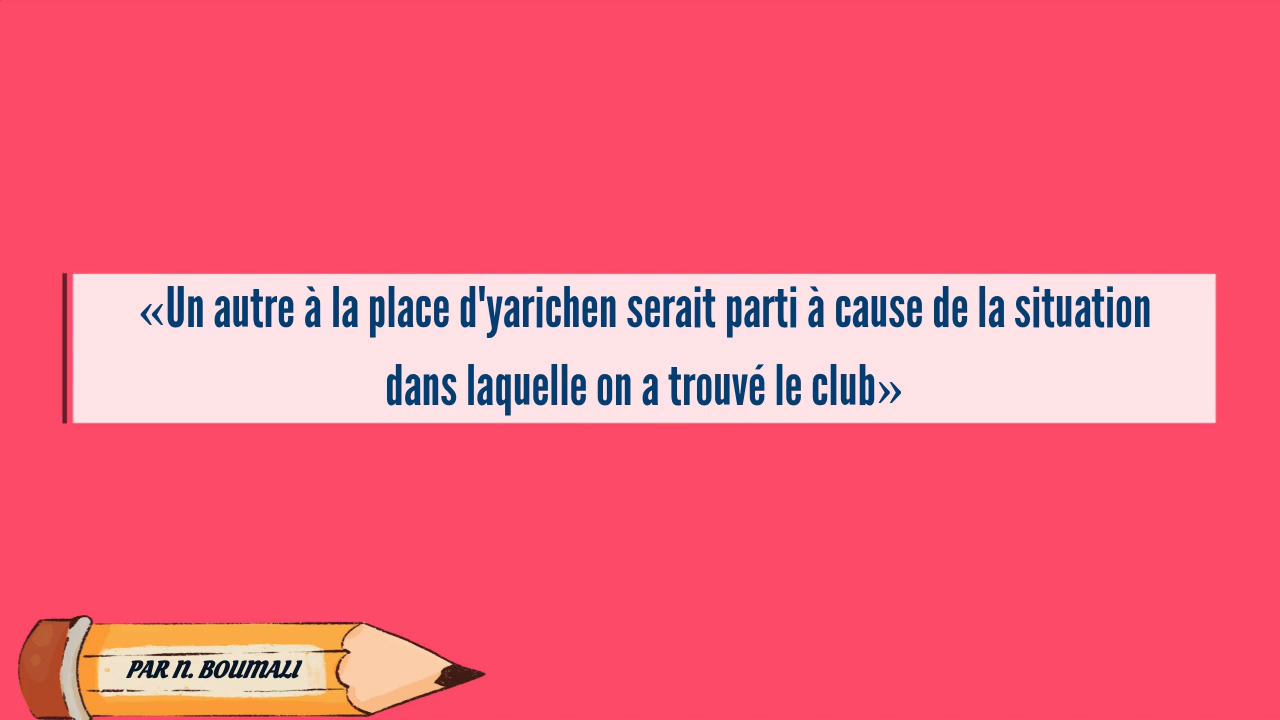 «Un autre à la place d'yarichen serait parti à cause de la situation
dans laquelle on a trouvé le club»
PAR N. BOUMALI